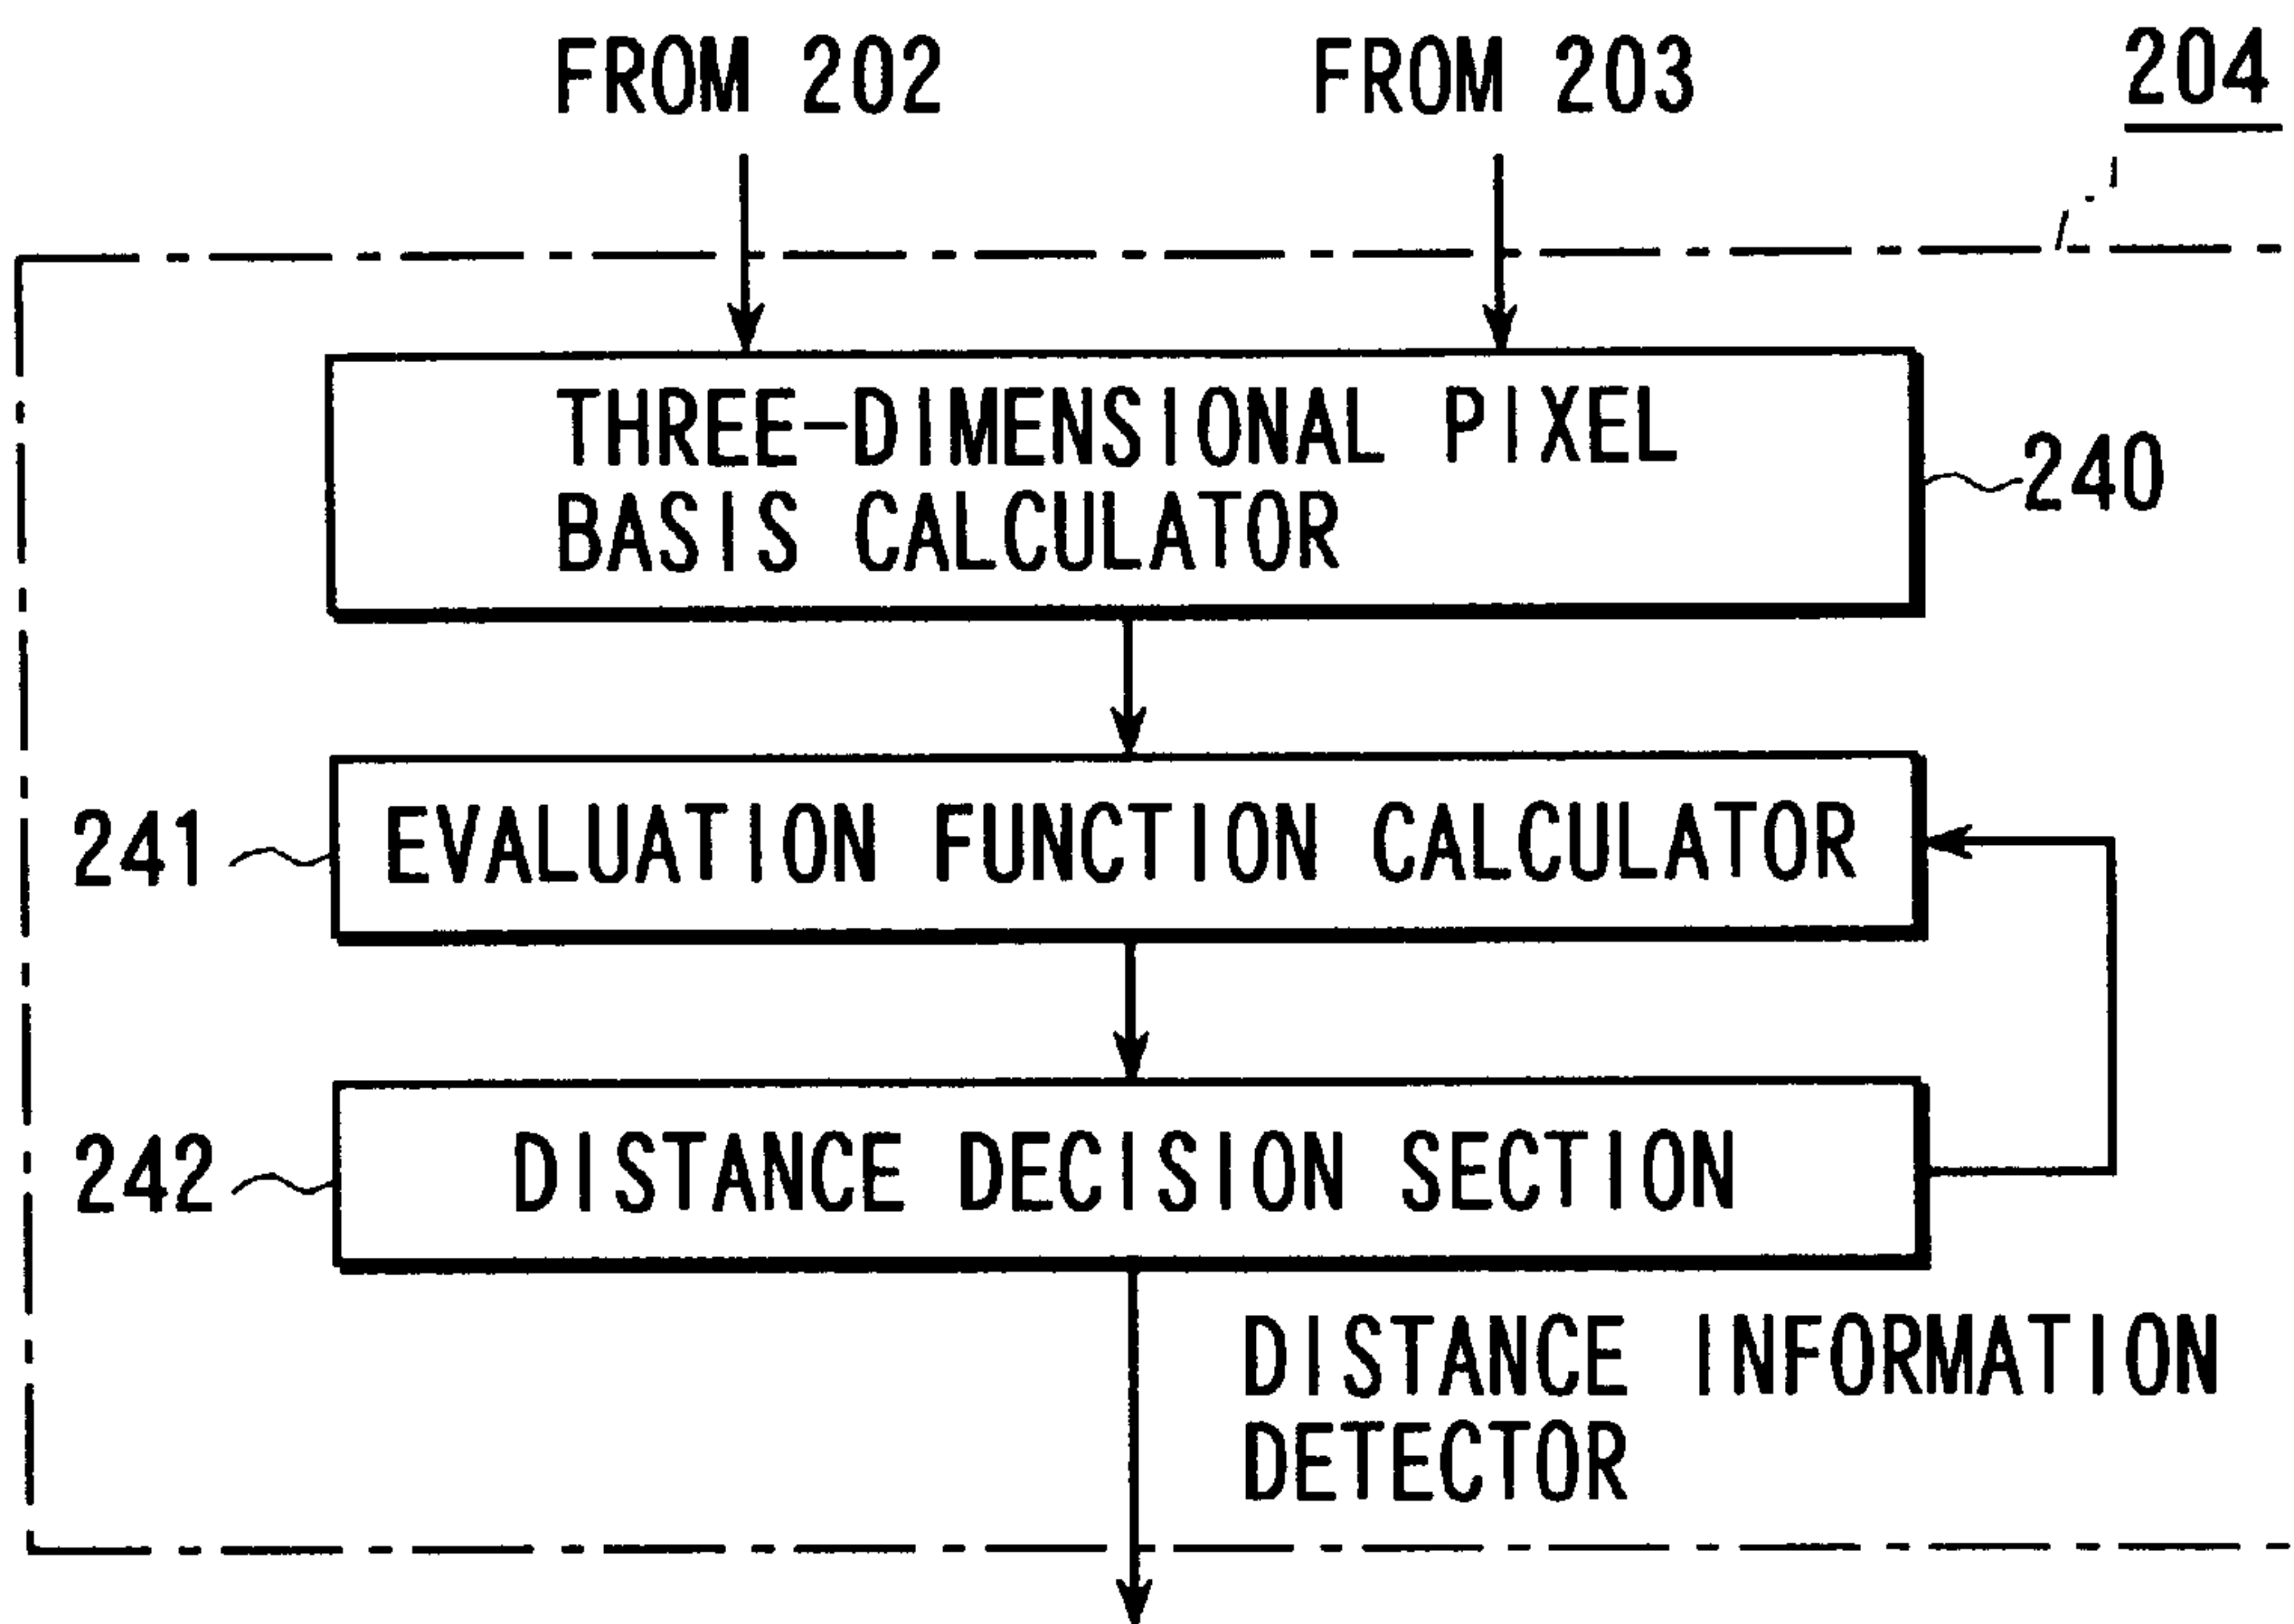 FROM 202
FROM 203
204
THREE-DIMENSIONAL PIXEL
BASIS CALCULATOR
240
241
EVALUATION FUNCTION CALCULATOR
242
DISTANCE DECISION SECTION
DISTANCE INFORMATION
DETECTOR